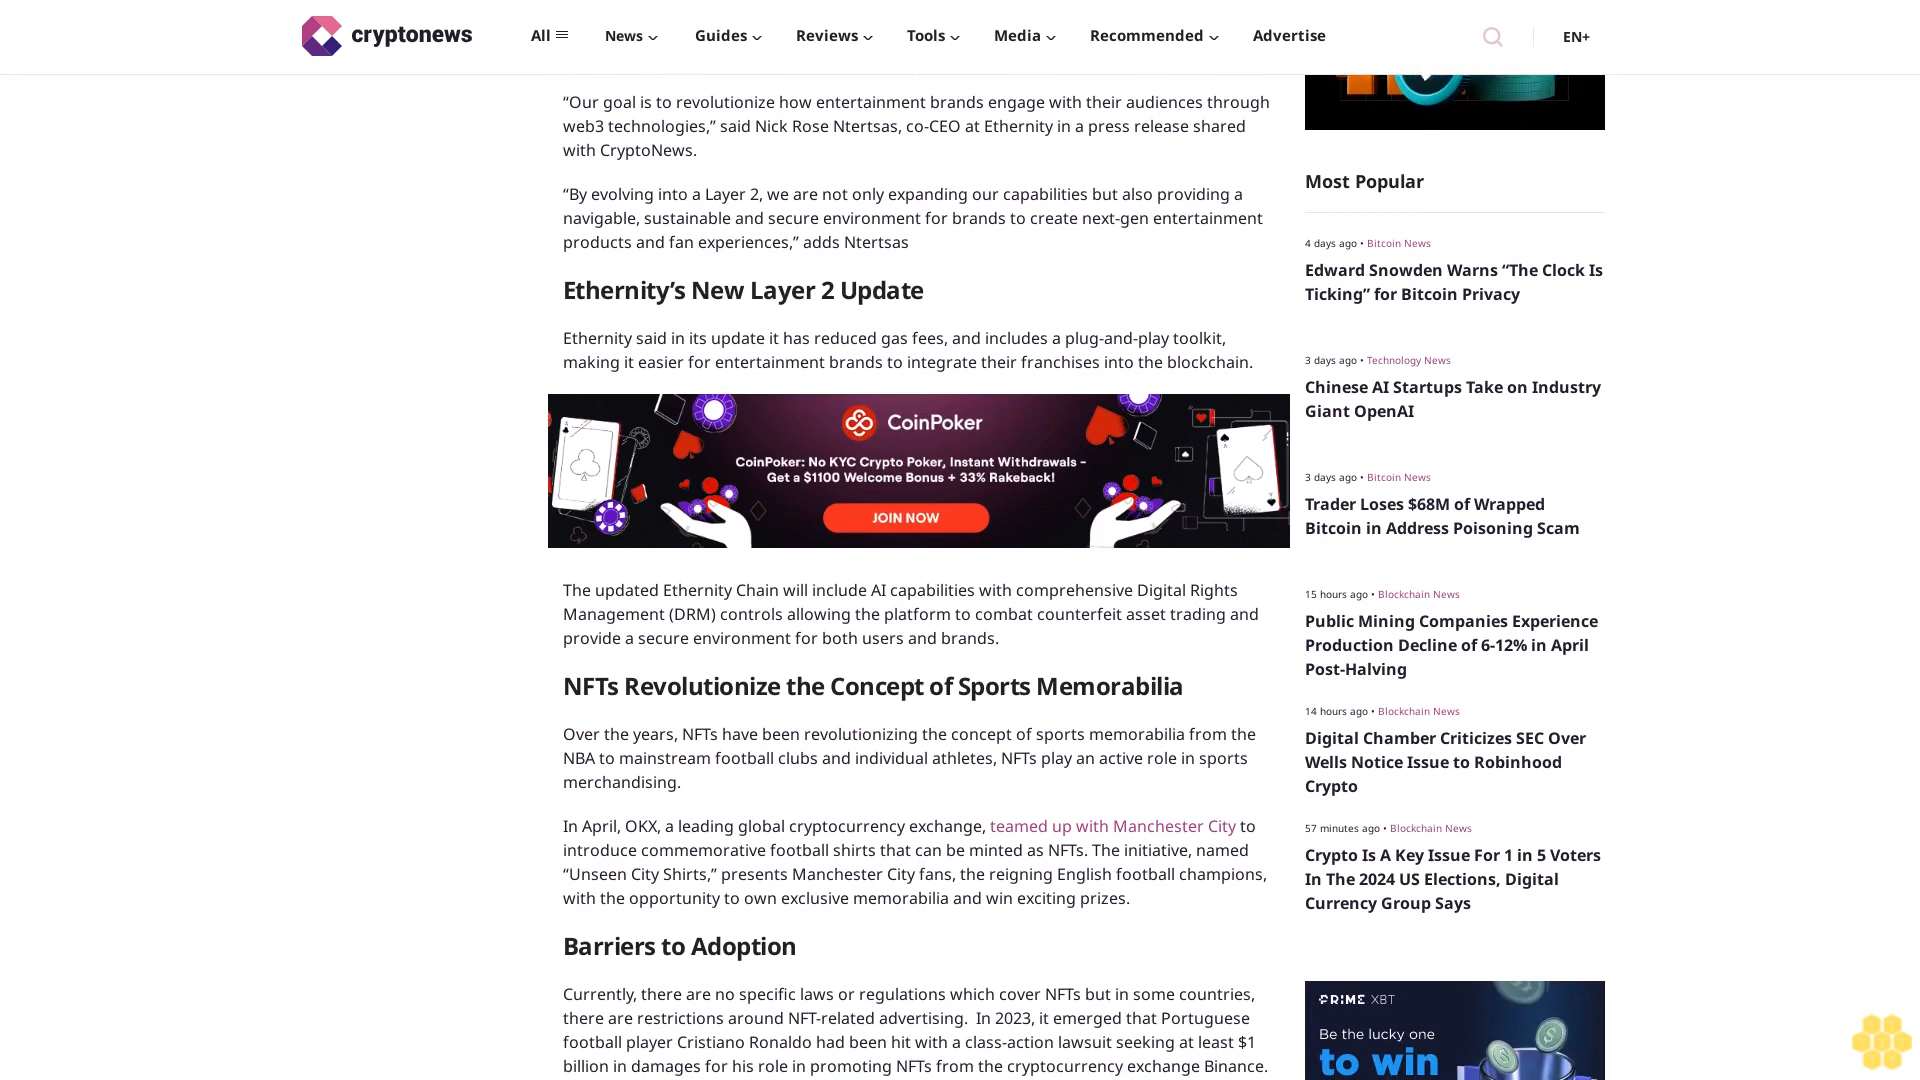 cryptonews
All
News
Guides
Reviews
Tools
Media
Recommended
Advertise
EN+
“Our goal is to revolutionize how entertainment brands engage with their audiences through
web3 technologies,” said Nick Rose Ntertsas, co-CEO at Ethernity in a press release shared
with CryptoNews.
“By evolving into a Layer 2, we are not only expanding our capabilities but also providing a
navigable, sustainable and secure environment for brands to create next-gen entertainment
products and fan experiences,” adds Ntertsas
Ethernity’s New Layer 2 Update
Ethernity said in its update it has reduced gas fees, and includes a plug-and-play toolkit,
making it easier for entertainment brands to integrate their franchises into the blockchain.
CoinPoker
CoinPoker: No KYC Crypto Poker, Instant Withdrawals -
Get a $1100 Welcome Bonus + 33% Rakeback!
JOIN NOW
The updated Ethernity Chain will include AI capabilities with comprehensive Digital Rights
Management (DRM) controls allowing the platform to combat counterfeit asset trading and
provide a secure environment for both users and brands.
NFTs Revolutionize the Concept of Sports Memorabilia
Over the years, NFTs have been revolutionizing the concept of sports memorabilia from the
NBA to mainstream football clubs and individual athletes, NFTs play an active role in sports
merchandising.
In April, OKX, a leading global cryptocurrency exchange, teamed up with Manchester City to
introduce commemorative football shirts that can be minted as NFTs. The initiative, named
“Unseen City Shirts,” presents Manchester City fans, the reigning English football champions,
with the opportunity to own exclusive memorabilia and win exciting prizes.
Barriers to Adoption
Currently, there are no specific laws or regulations which cover NFTs but in some countries,
there are restrictions around NFT-related advertising.  In 2023, it emerged that Portuguese
football player Cristiano Ronaldo had been hit with a class-action lawsuit seeking at least $1
billion in damages for his role in promoting NFTs from the cryptocurrency exchange Binance.
Most Popular
4 days ago • Bitcoin News
Edward Snowden Warns “The Clock Is
Ticking” for Bitcoin Privacy
3 days ago • Technology News
Chinese AI Startups Take on Industry
Giant OpenAI
3 days ago • Bitcoin News
Trader Loses $68M of Wrapped
Bitcoin in Address Poisoning Scam
15 hours ago • Blockchain News
Public Mining Companies Experience
Production Decline of 6-12% in April
Post-Halving
14 hours ago • Blockchain News
Digital Chamber Criticizes SEC Over
Wells Notice Issue to Robinhood
Crypto
57 minutes ago • Blockchain News
Crypto Is A Key Issue For 1 in 5 Voters
In The 2024 US Elections, Digital
Currency Group Says
PRIME XBT
Be the lucky one
to win